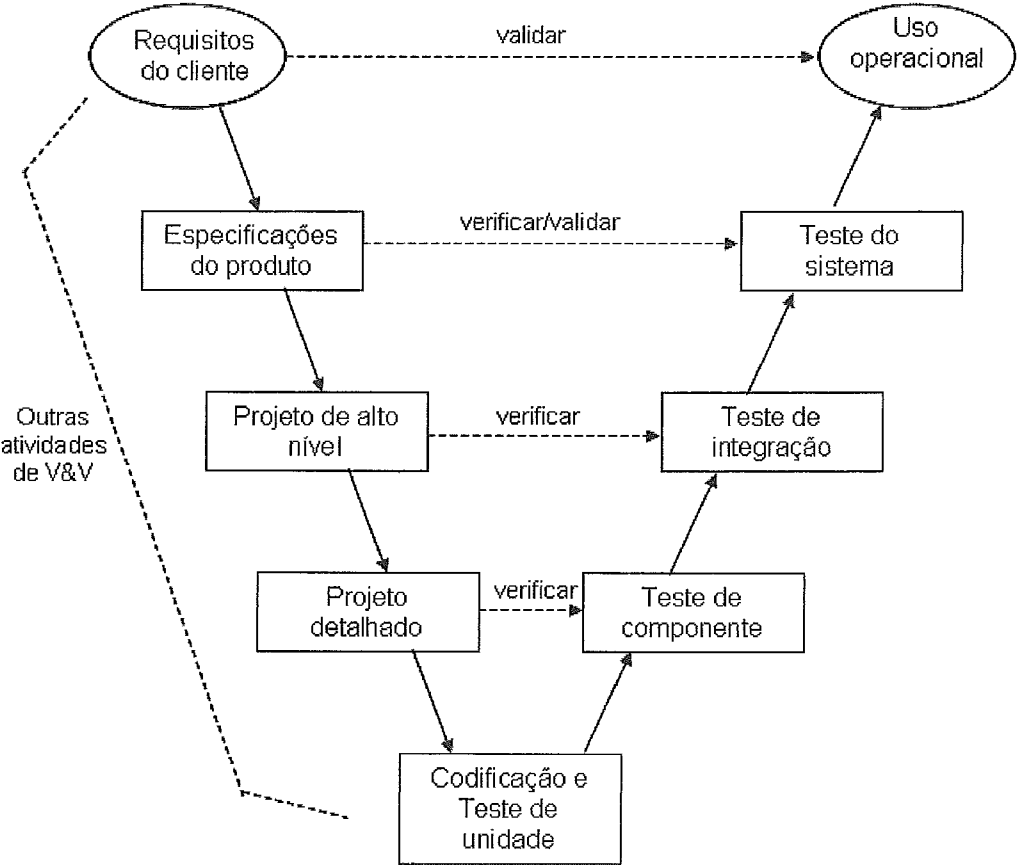 Requisitos
do cliente
validar
Uso
operacional
Especificações
do produto
verificar/validar
Teste do
sistema
Outras
atividades
de V&V
Projeto de alto
nível
verificar
Teste de
integração
Projeto
detalhado
verificar
Teste de
componente
Codificação e
Teste de
unidade